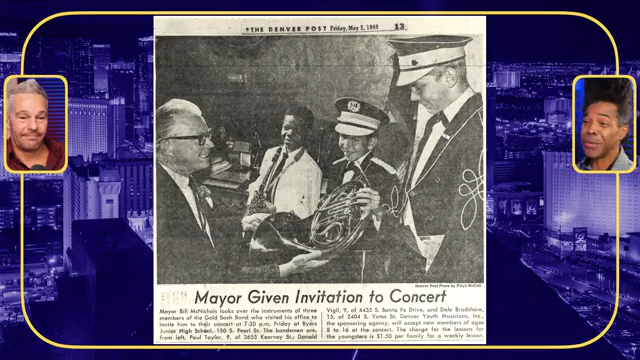 *THE DENVER POST Friday, May 2, 1969 13
Denver Post Photo by Floyd McCall
Mayor Given Invitation to Concert
Mayor Bill McNichols looks over the instruments of three
members of the Gold Sash Band who visited his office to
invite him to their concert at 7:30 p.m. Friday at Byers
Junior High School, 150 S. Pearl St. The bandsmen are,
from left, Paul Taylor, 9, of 3655 Kearney St.; Donald
Vigil, 9, of 4435 S. Santa Fe Drive, and Dale Bradshaw,
15, of 2404 S. Yates St. Denver Youth Musicians, Inc.,
the sponsoring agency, will accept new members of ages
8 to 16 at the concert. The charge for the lessons for
the youngsters is $1.50 per family for a weekly lesson.